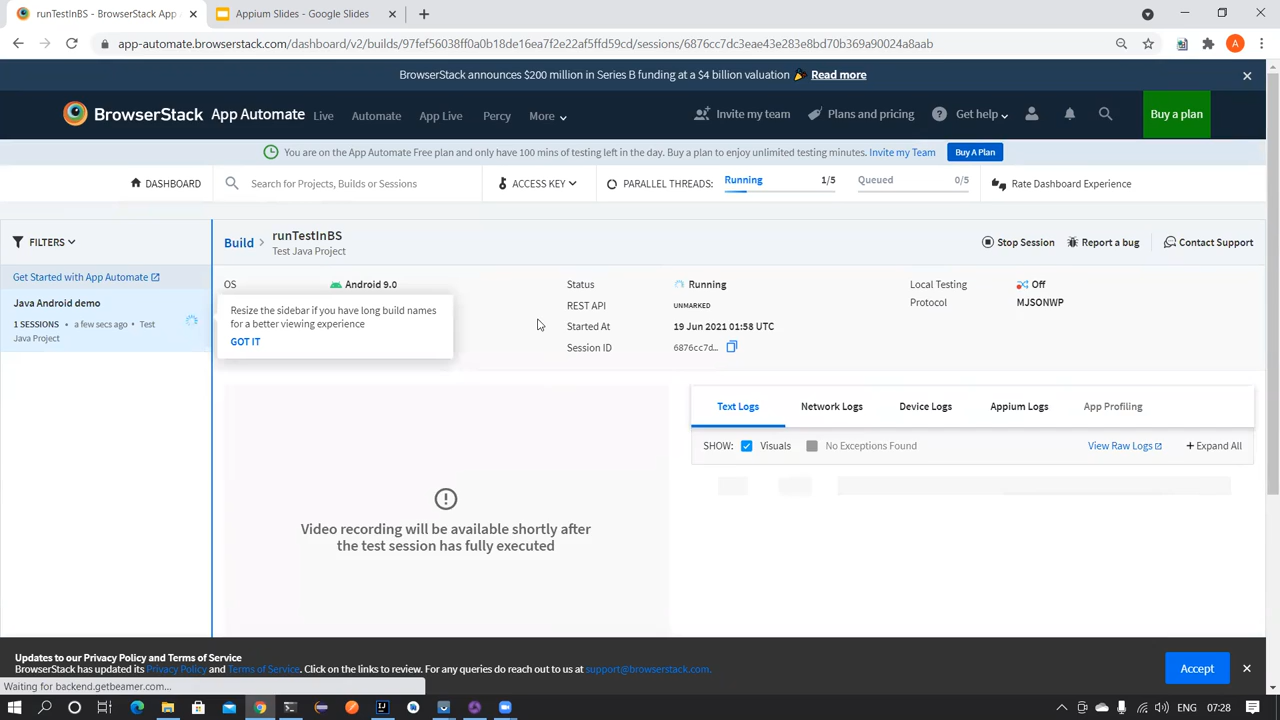 runTestInBS - BrowserStack App
Appium Slides - Google Slides
app-automate.browserstack.com/dashboard/v2/builds/97fef56038ff0ab18de16ea7f2e22af5ffd59cd/sessions/6876cc7dc3eae43e283e8bd70b369a90024a8aab
BrowserStack announces $200 million in Series B funding at a $4 billion valuation 🎉 Read more
BrowserStack App Automate Live Automate App Live Percy More Invite my team Plans and pricing Get help Buy a plan
You are on the App Automate Free plan and only have 100 mins of testing left in the day. Buy a plan to enjoy unlimited testing minutes. Invite my Team Buy A Plan
DASHBOARD Search for Projects, Builds or Sessions ACCESS KEY PARALLEL THREADS: Running 1/5 Queued 0/5 Rate Dashboard Experience
FILTERS
Build > runTestInBS
Test Java Project
Stop Session Report a bug Contact Support
Get Started with App Automate
Java Android demo
1 SESSIONS • a few secs ago • Test
Java Project
OS Android 9.0
Resize the sidebar if you have long build names
for a better viewing experience
GOT IT
Status Running
REST API UNMARKED
Started At 19 Jun 2021 01:58 UTC
Session ID 6876cc7d...
Local Testing Off
Protocol MJSONWP
Video recording will be available shortly after
the test session has fully executed
Text Logs Network Logs Device Logs Appium Logs App Profiling
SHOW: Visuals No Exceptions Found View Raw Logs + Expand All
Updates to our Privacy Policy and Terms of Service
BrowserStack has updated its Privacy Policy and Terms of Service. Click on the links to review. For any queries do reach out to us at support@browserstack.com.
Accept
Waiting for backend.getbeamer.com...
ENG 07:28